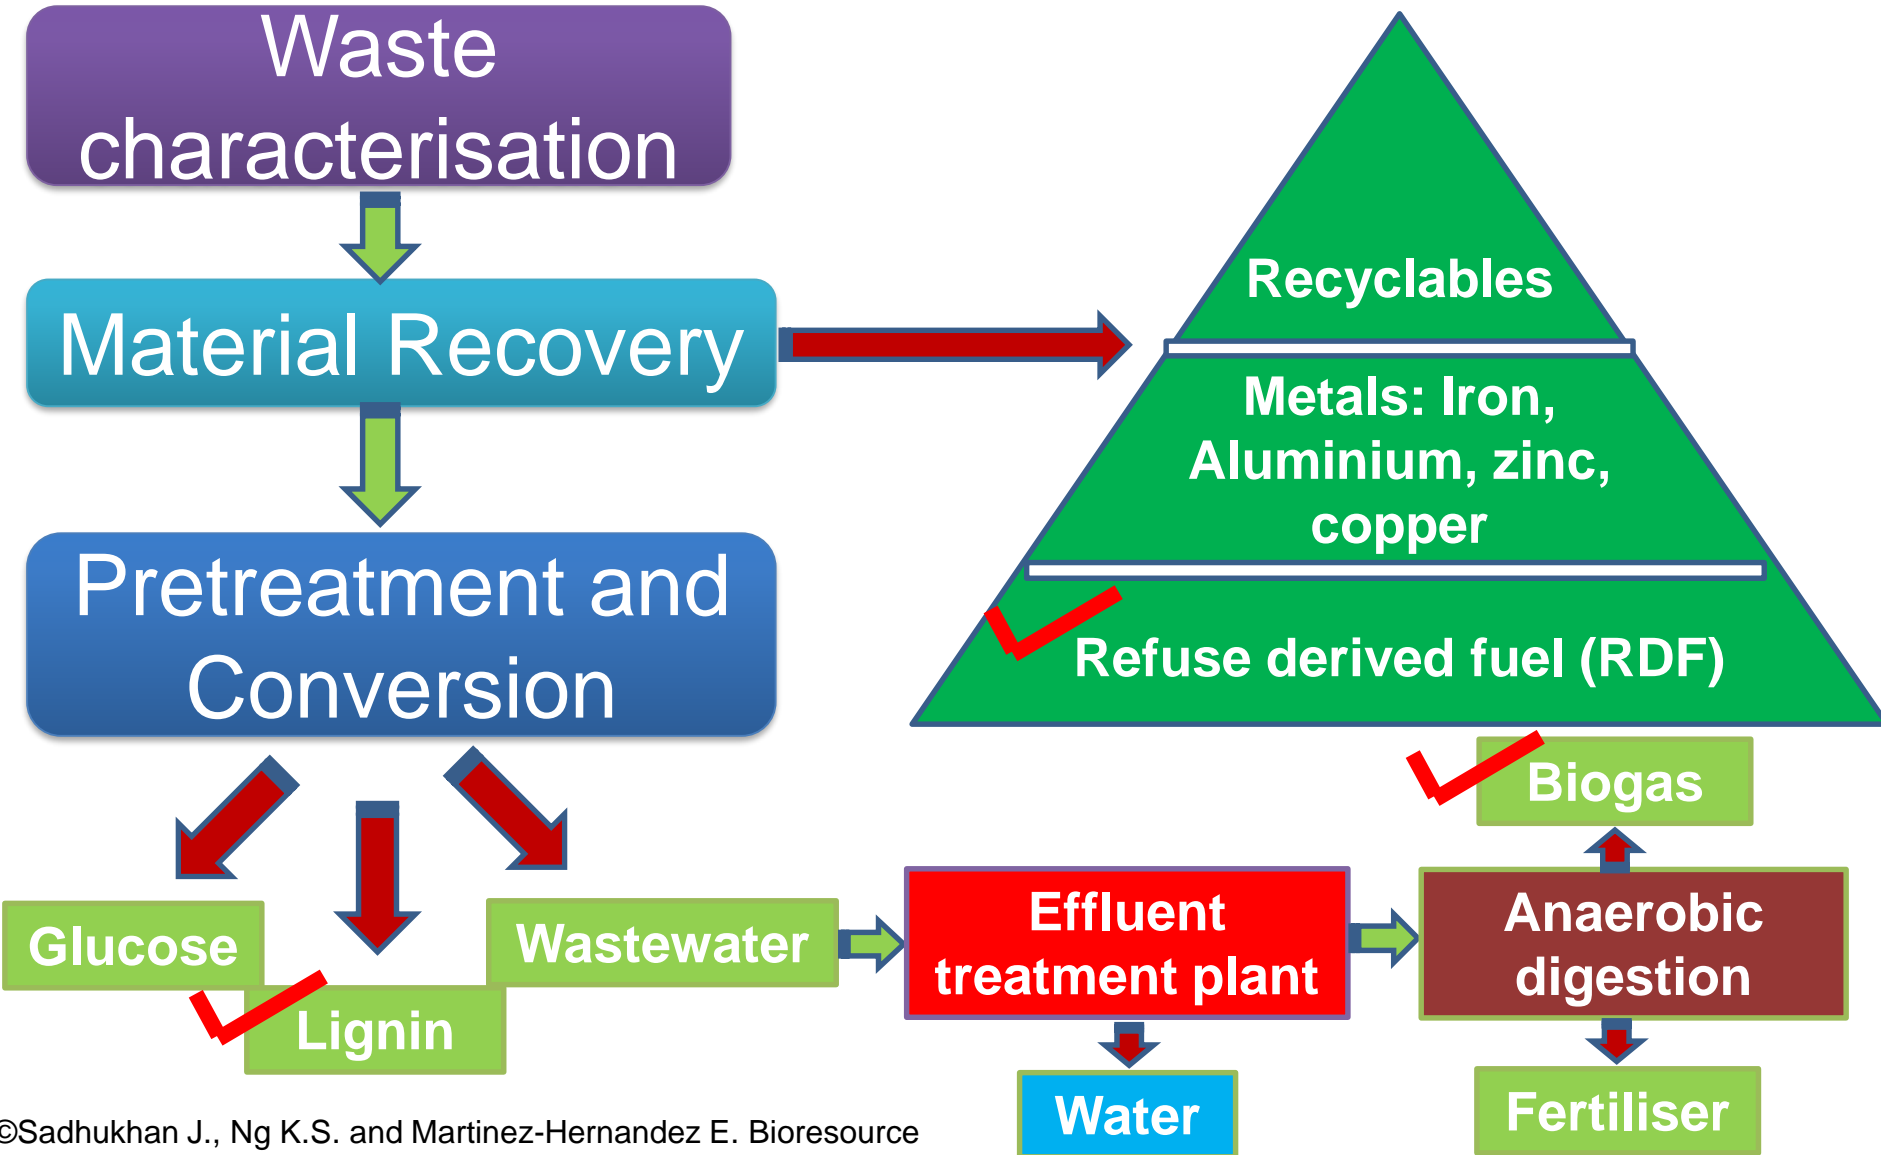 Waste
characterisation
Material Recovery
Pretreatment and
Conversion
Recyclables
Metals: Iron,
Aluminium, zinc,
copper
Refuse derived fuel (RDF)
Biogas
Glucose
Lignin
Wastewater
Effluent
treatment plant
Anaerobic
digestion
Water
Fertiliser
©Sadhukhan J., Ng K.S. and Martinez-Hernandez E. Bioresource